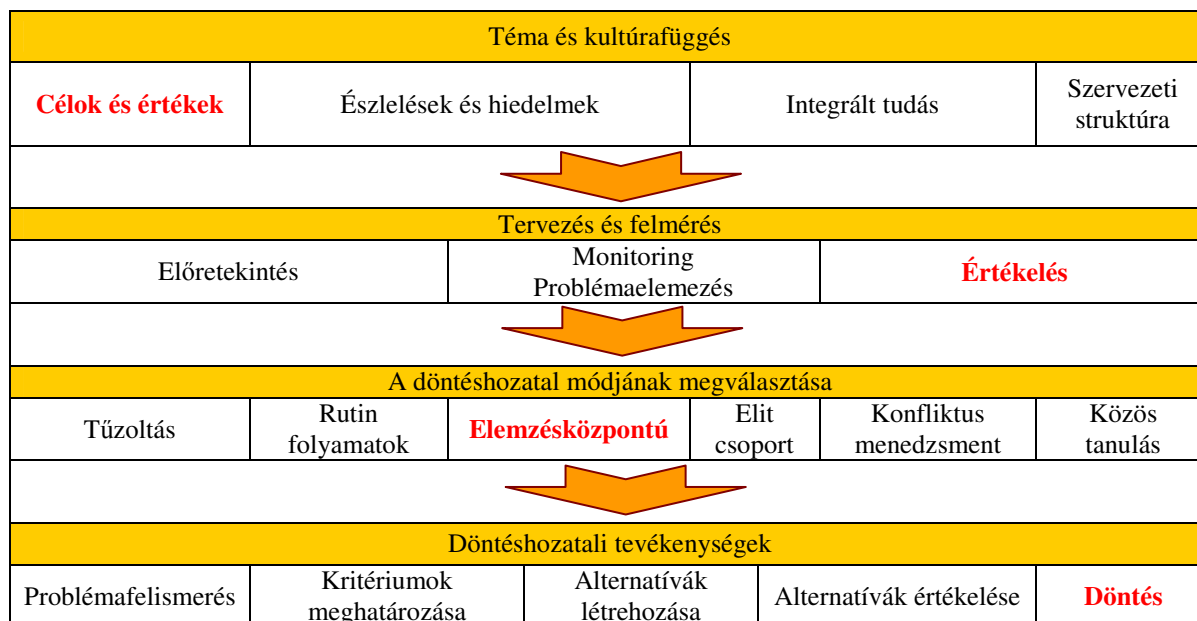 Téma és kultúrafüggés
Célok és értékek
Észlelések és hiedelmek
Integrált tudás
Szervezeti
struktúra
Tervezés és felmérés
Előretekintés
Monitoring
Problémaelemezés
Értékelés
A döntéshozatal módjának megválasztása
Tűzoltás
Rutin
folyamatok
Elemzésközpontú
Elit
csoport
Konfliktus
menedzsment
Közös
tanulás
Döntéshozatali tevékenységek
Problémafelismerés
Kritériumok
meghatározása
Alternatívák
létrehozása
Alternatívák értékelése
Döntés